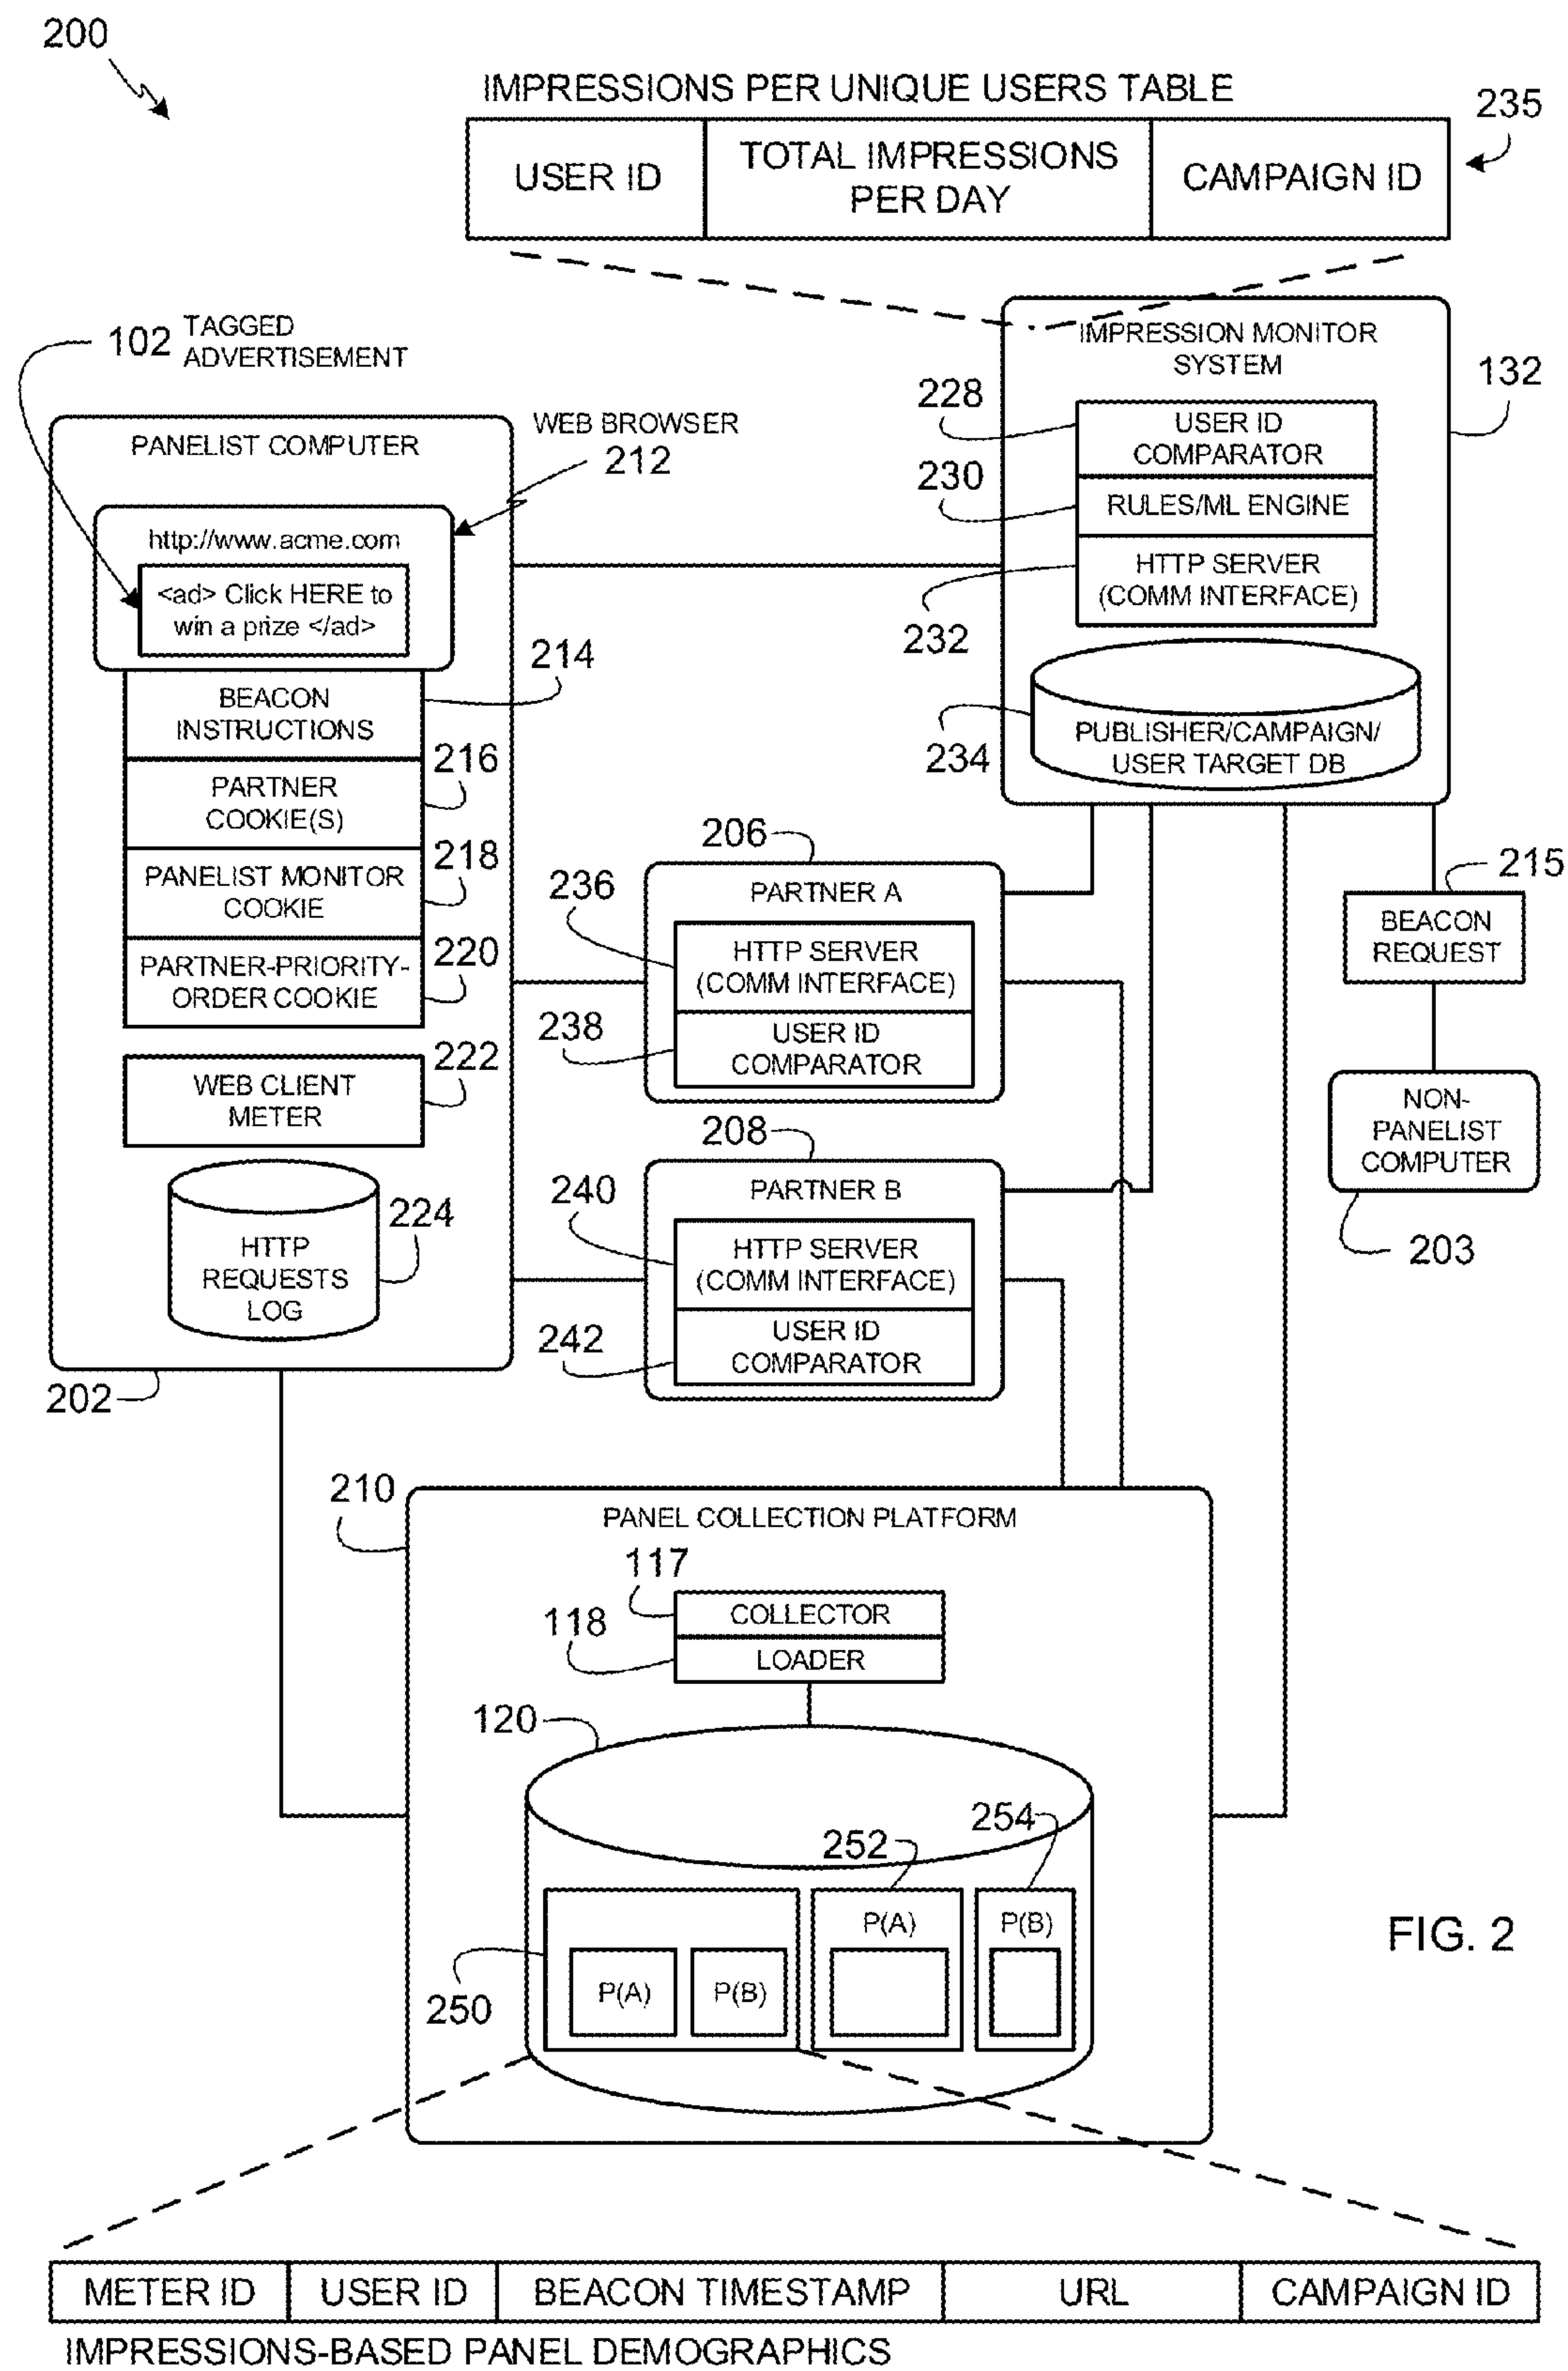 200
IMPRESSIONS PER UNIQUE USERS TABLE
235
USER ID
TOTAL IMPRESSIONS
PER DAY
CAMPAIGN ID
102
TAGGED
ADVERTISEMENT
PANELIST COMPUTER
WEB BROWSER
212
http://www.acme.com
<ad> Click HERE to
win a prize </ad>
214
BEACON
INSTRUCTIONS
216
PARTNER
COOKIE(S)
218
PANELIST MONITOR
COOKIE
220
PARTNER-PRIORITY-
ORDER COOKIE
222
WEB CLIENT
METER
224
HTTP
REQUESTS
LOG
202
IMPRESSION MONITOR
SYSTEM
132
228
USER ID
COMPARATOR
230
RULES/ML ENGINE
HTTP SERVER
(COMM INTERFACE)
232
234
PUBLISHER/CAMPAIGN/
USER TARGET DB
206
PARTNER A
236
HTTP SERVER
(COMM INTERFACE)
238
USER ID
COMPARATOR
208
PARTNER B
240
HTTP SERVER
(COMM INTERFACE)
242
USER ID
COMPARATOR
215
BEACON
REQUEST
NON-
PANELIST
COMPUTER
203
210
PANEL COLLECTION PLATFORM
117
COLLECTOR
118
LOADER
120
252
254
P(A)
P(B)
250
P(A)
P(B)
FIG. 2
METER ID
USER ID
BEACON TIMESTAMP
URL
CAMPAIGN ID
IMPRESSIONS-BASED PANEL DEMOGRAPHICS